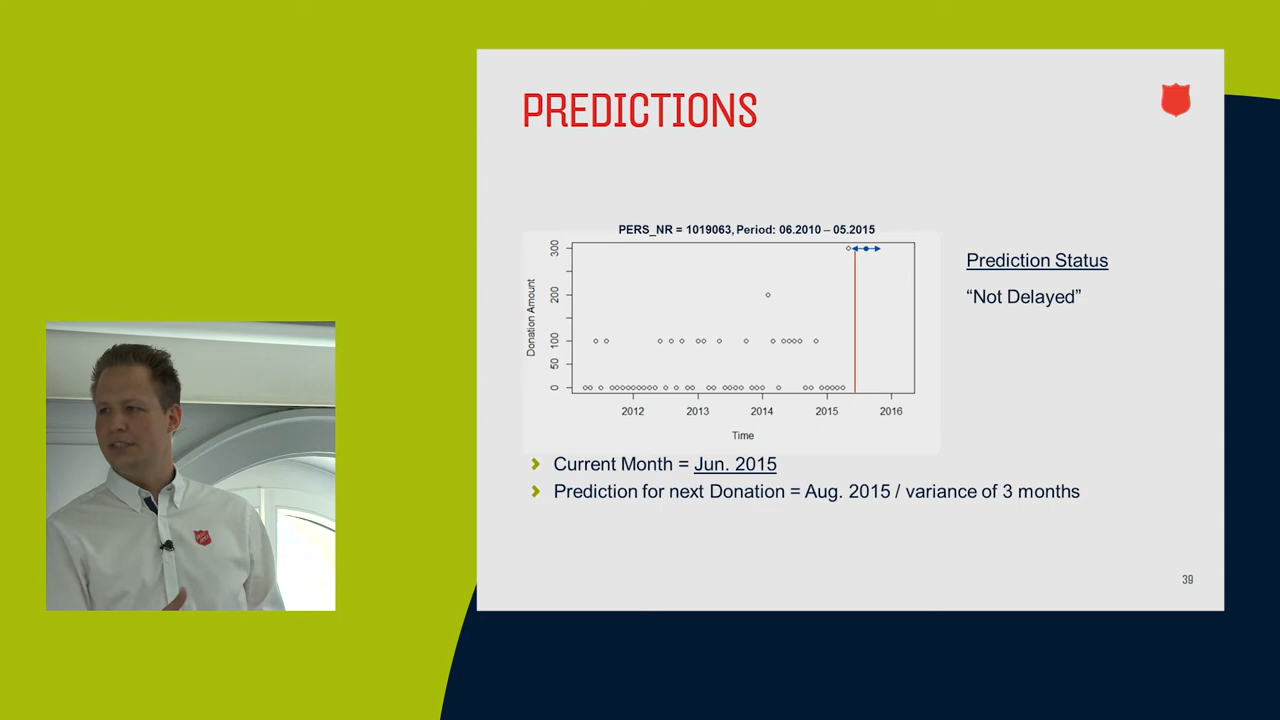 PREDICTIONS
PERS_NR = 1019063, Period: 06.2010 – 05.2015
Donation Amount
300
200
100
50
0
2012 2013 2014 2015 2016
Time
Prediction Status
“Not Delayed”
Current Month = Jun. 2015
Prediction for next Donation = Aug. 2015 / variance of 3 months
39